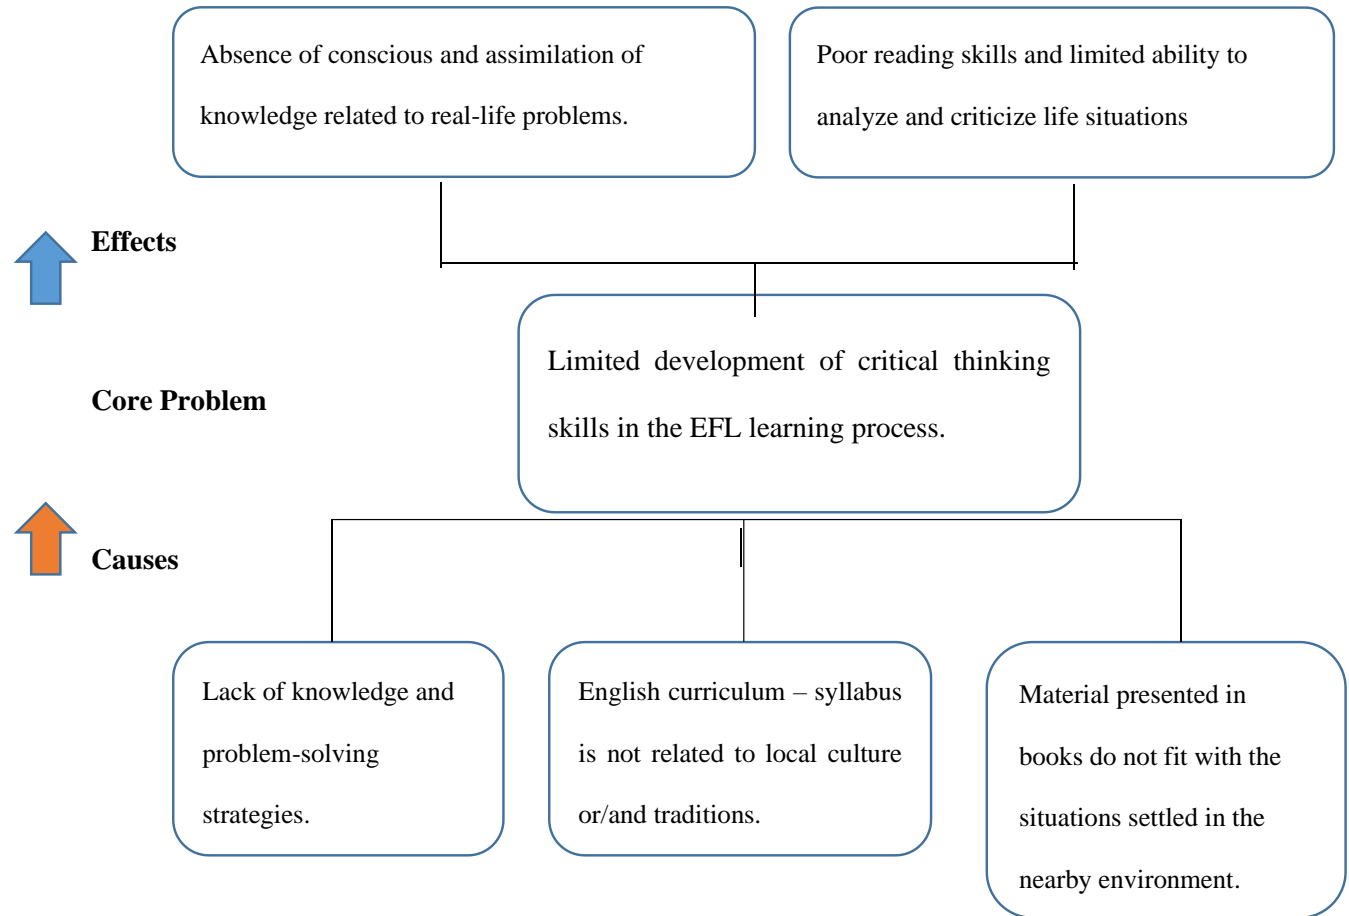 Absence of conscious and assimilation of
knowledge related to real-life problems.
Poor reading skills and limited ability to
analyze and criticize life situations
Effects
Limited development of critical thinking
skills in the EFL learning process.
Core Problem
Causes
Lack of knowledge and
problem-solving
strategies.
English curriculum – syllabus
is not related to local culture
or/and traditions.
Material presented in
books do not fit with the
situations settled in the
nearby environment.